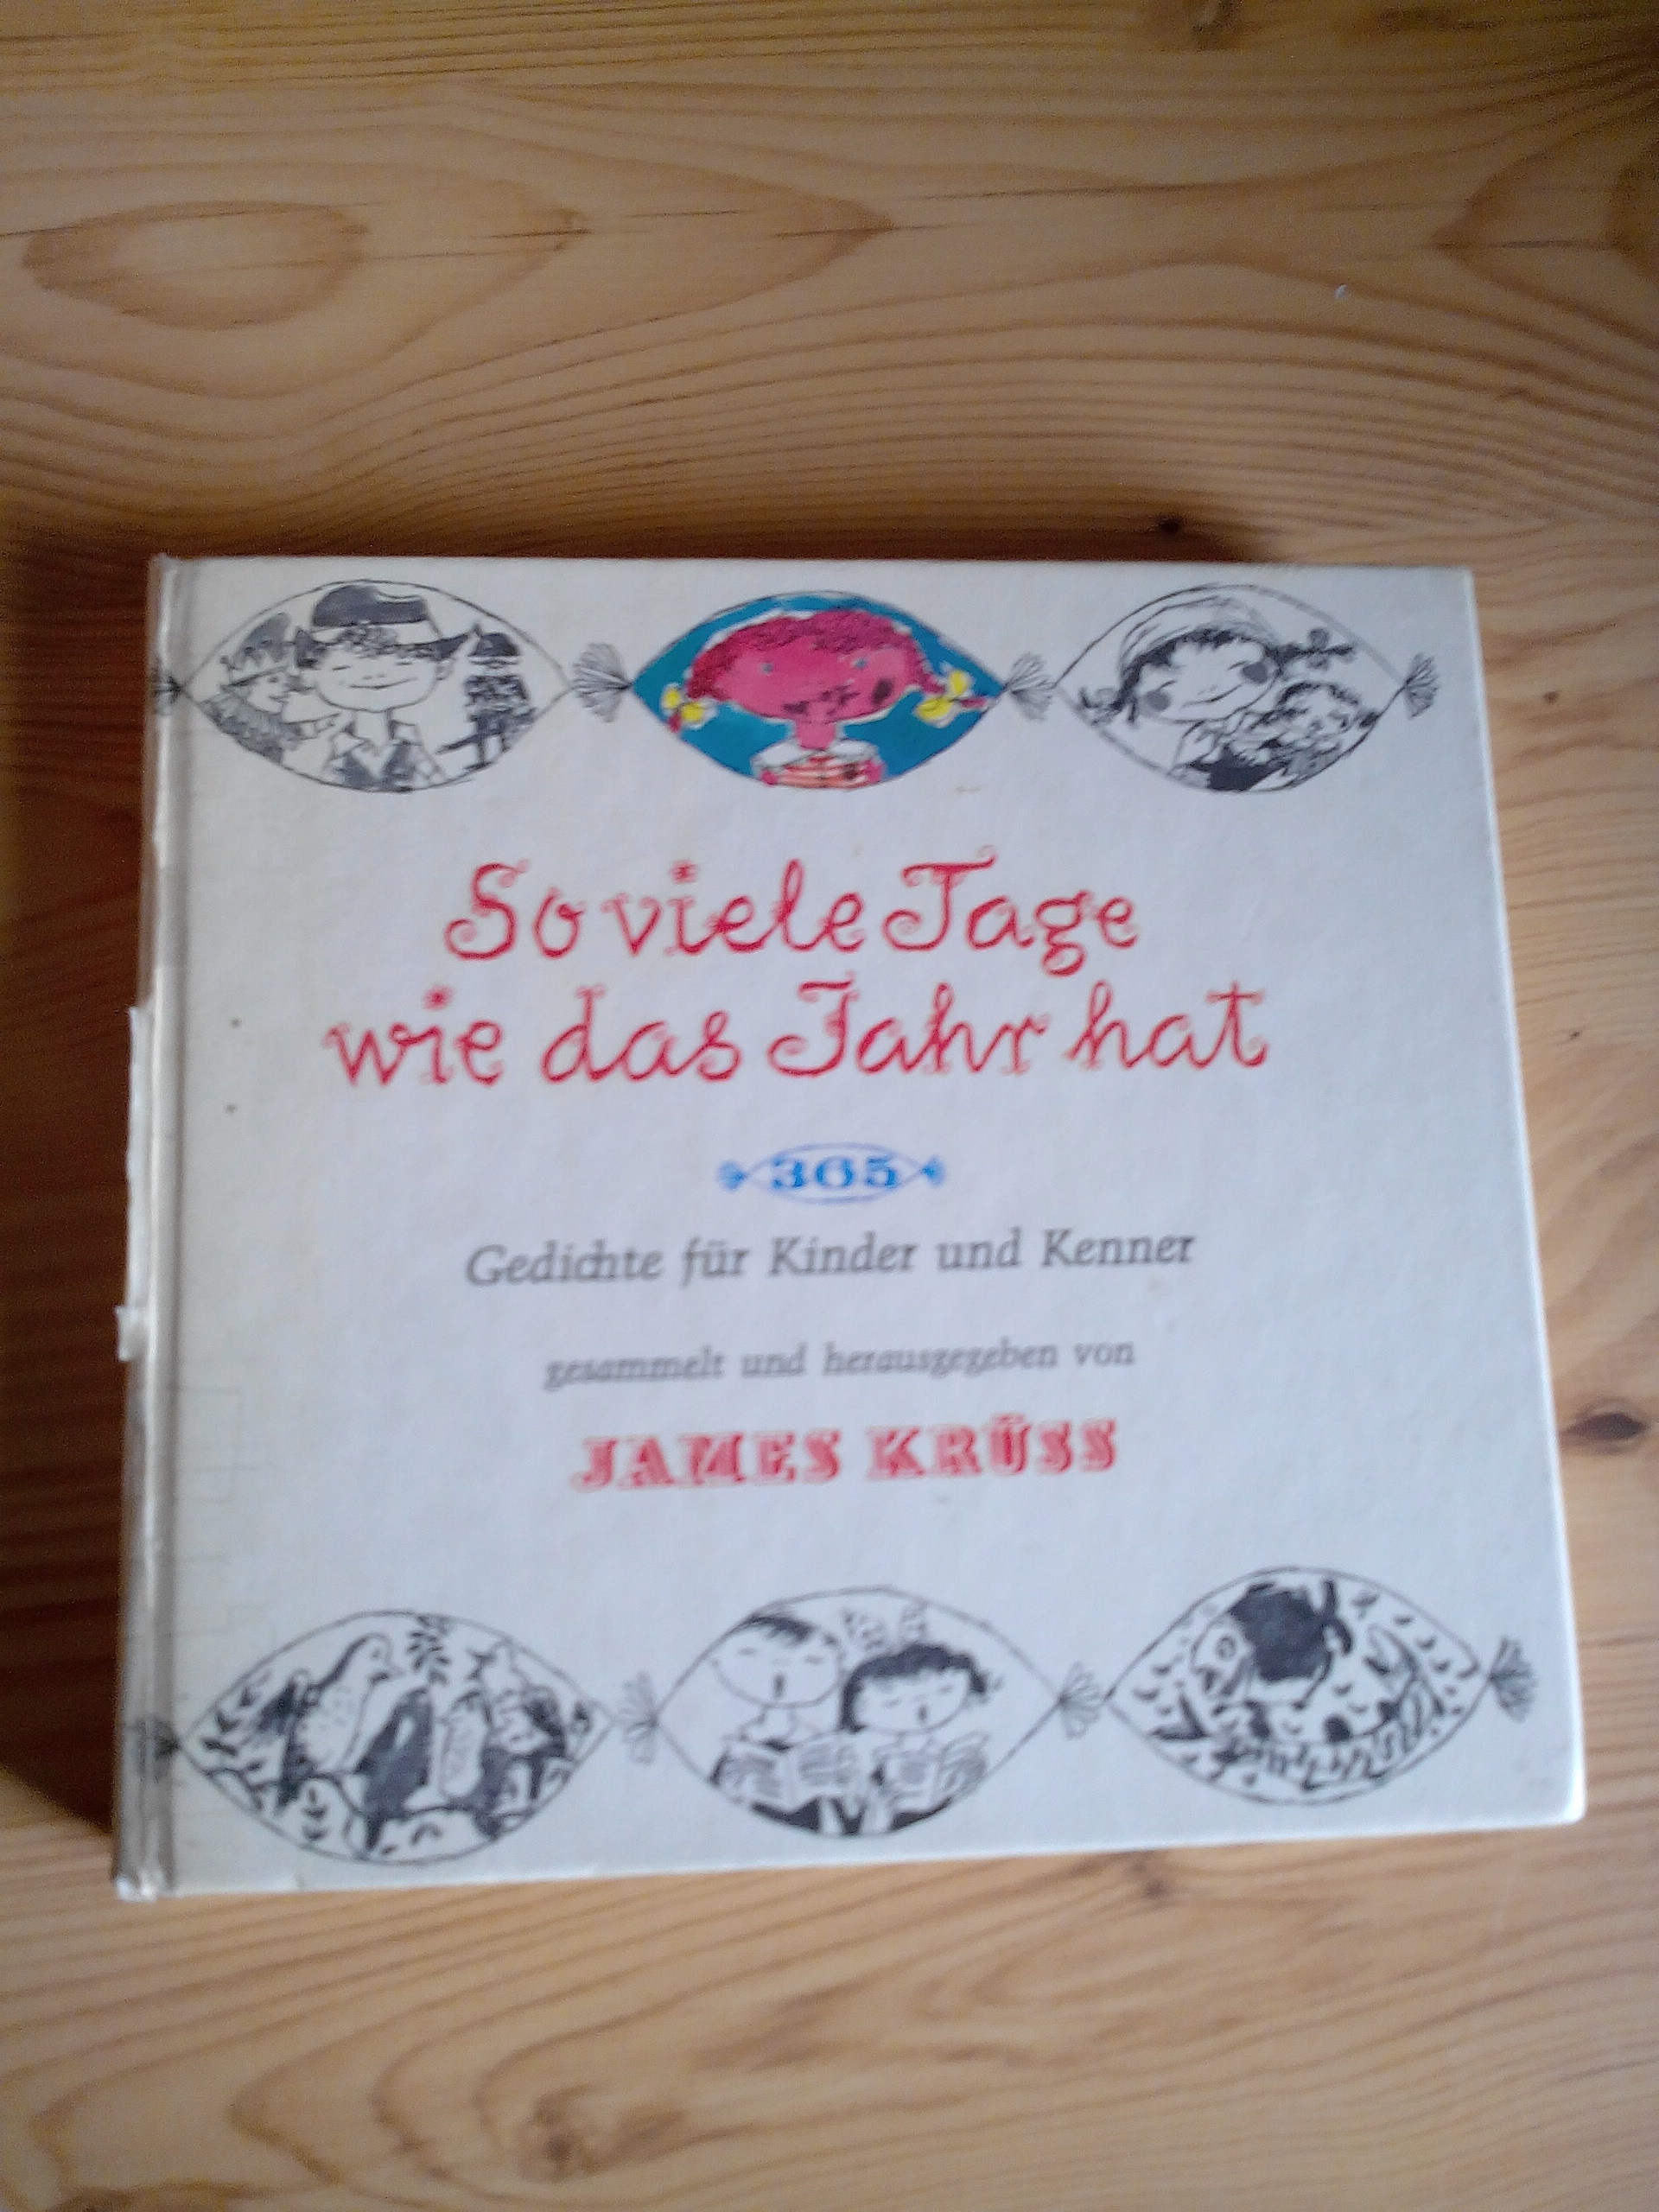 So viele Tage
wie das Jahr hat
365
Gedichte für Kinder und Kenner
gesammelt und herausgegeben von
JAMES KRÜSS